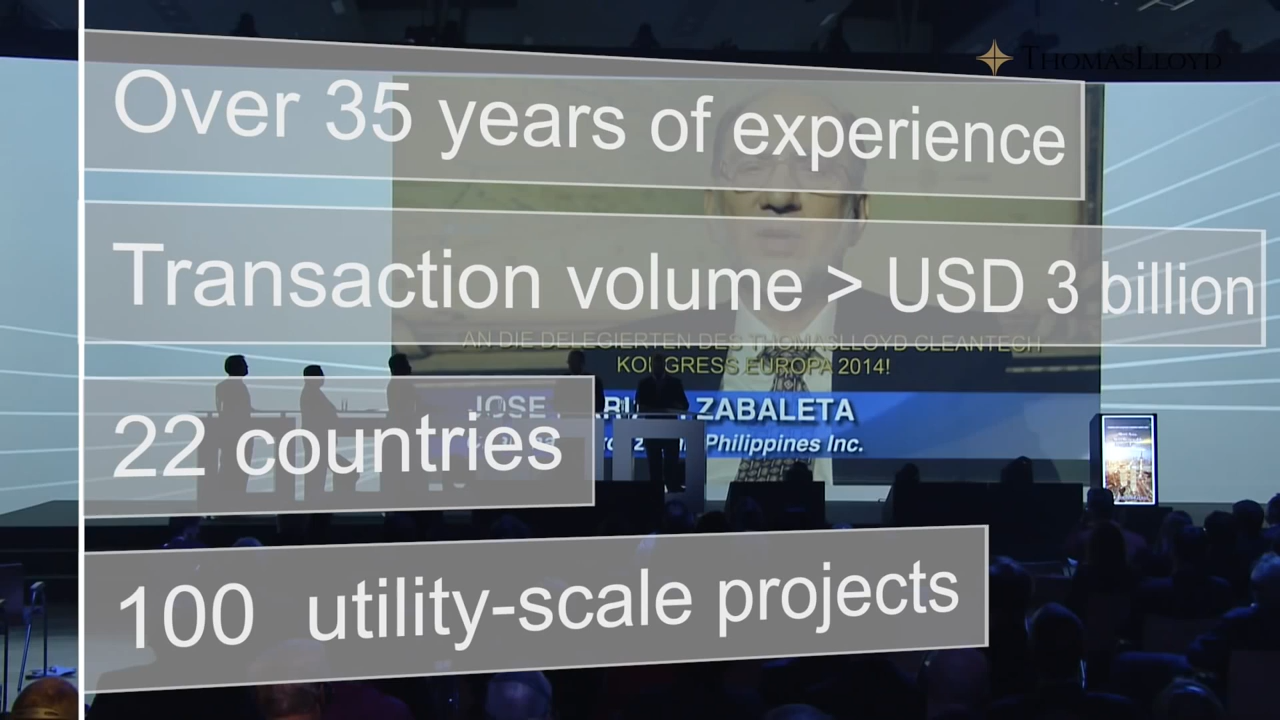 THOMASLLOYD
Over 35 years of experience
Transaction volume > USD 3 billion
AN DIE DELEGIERTEN DES THOMASLLOYD CLEANTECH
KONGRESS EUROPA 2014!
JOSE ZABALETA
Philippines Inc.
22 countries
100 utility-scale projects